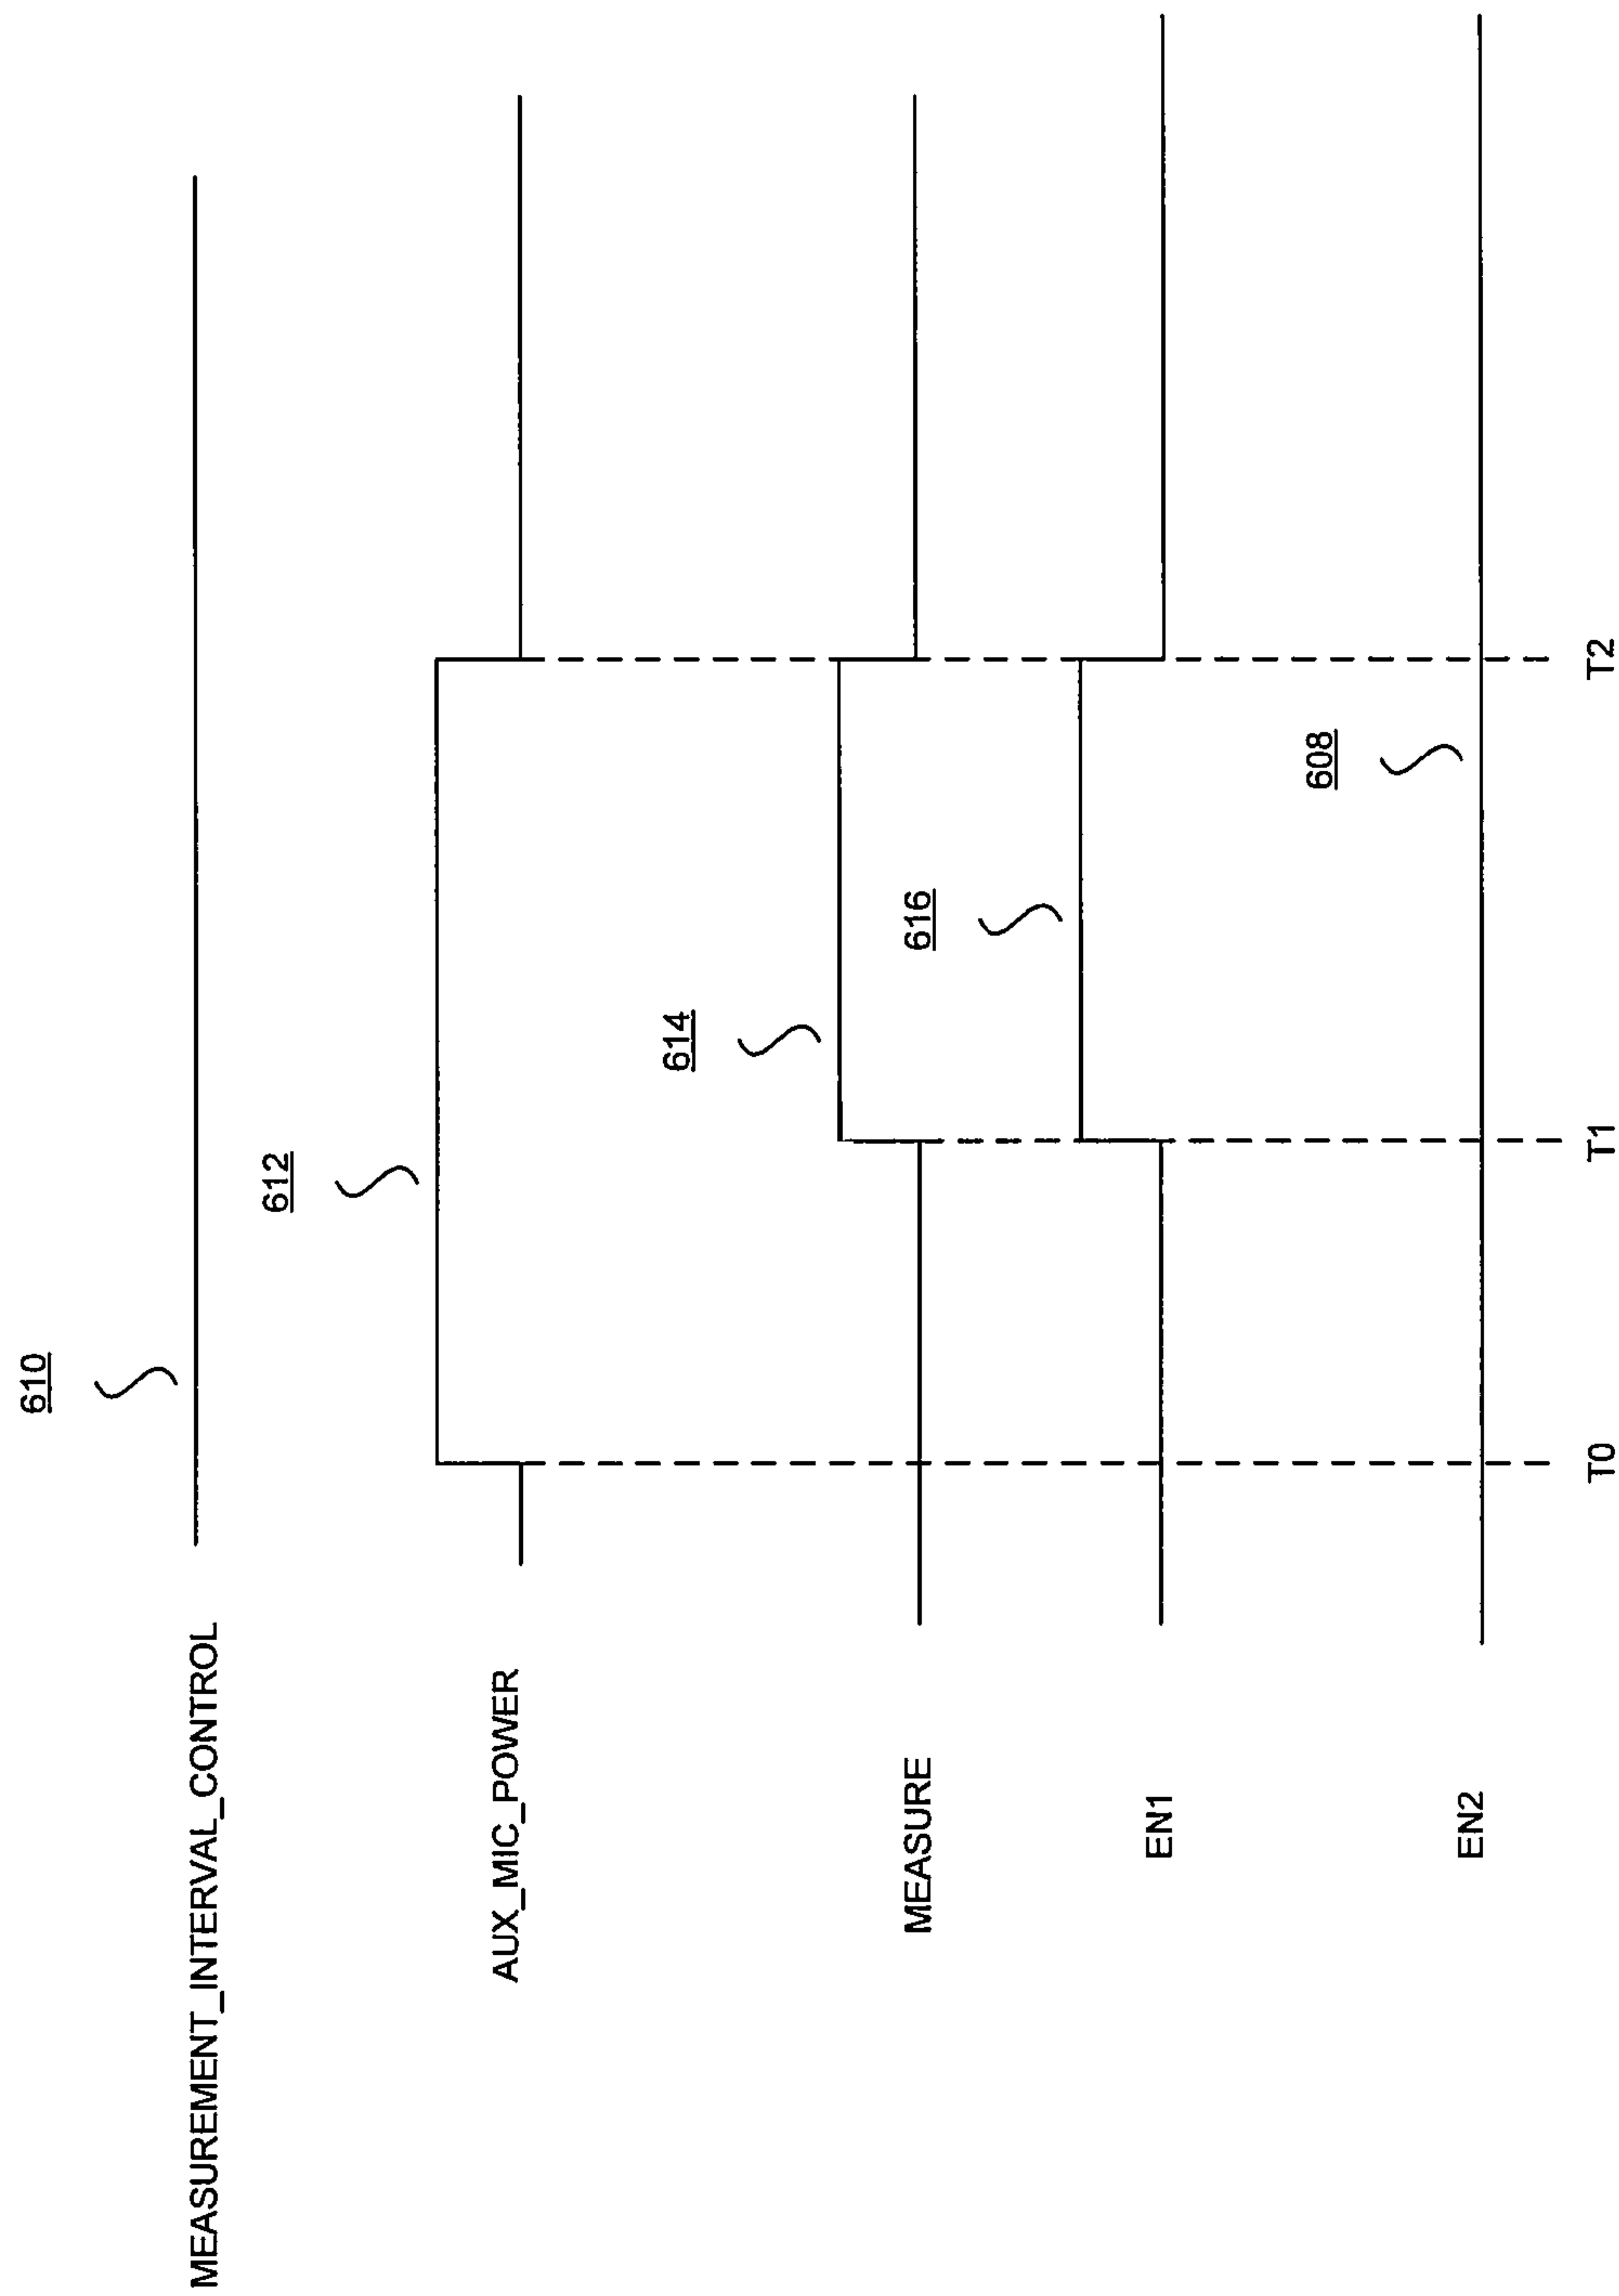 610
MEASUREMENT_INTERVAL_CONTROL
612
AUX_MIC_POWER
614
MEASURE
616
EN1
608
EN2
T0 T1 T2